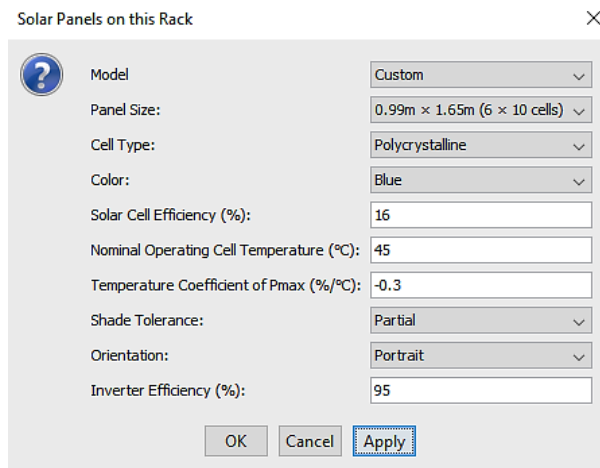 Solar Panels on this Rack
Model Custom
Panel Size: 0.99m × 1.65m (6 × 10 cells)
Cell Type: Polycrystalline
Color: Blue
Solar Cell Efficiency (%): 16
Nominal Operating Cell Temperature (°C): 45
Temperature Coefficient of Pmax (%/°C): -0.3
Shade Tolerance: Partial
Orientation: Portrait
Inverter Efficiency (%): 95
OK Cancel Apply